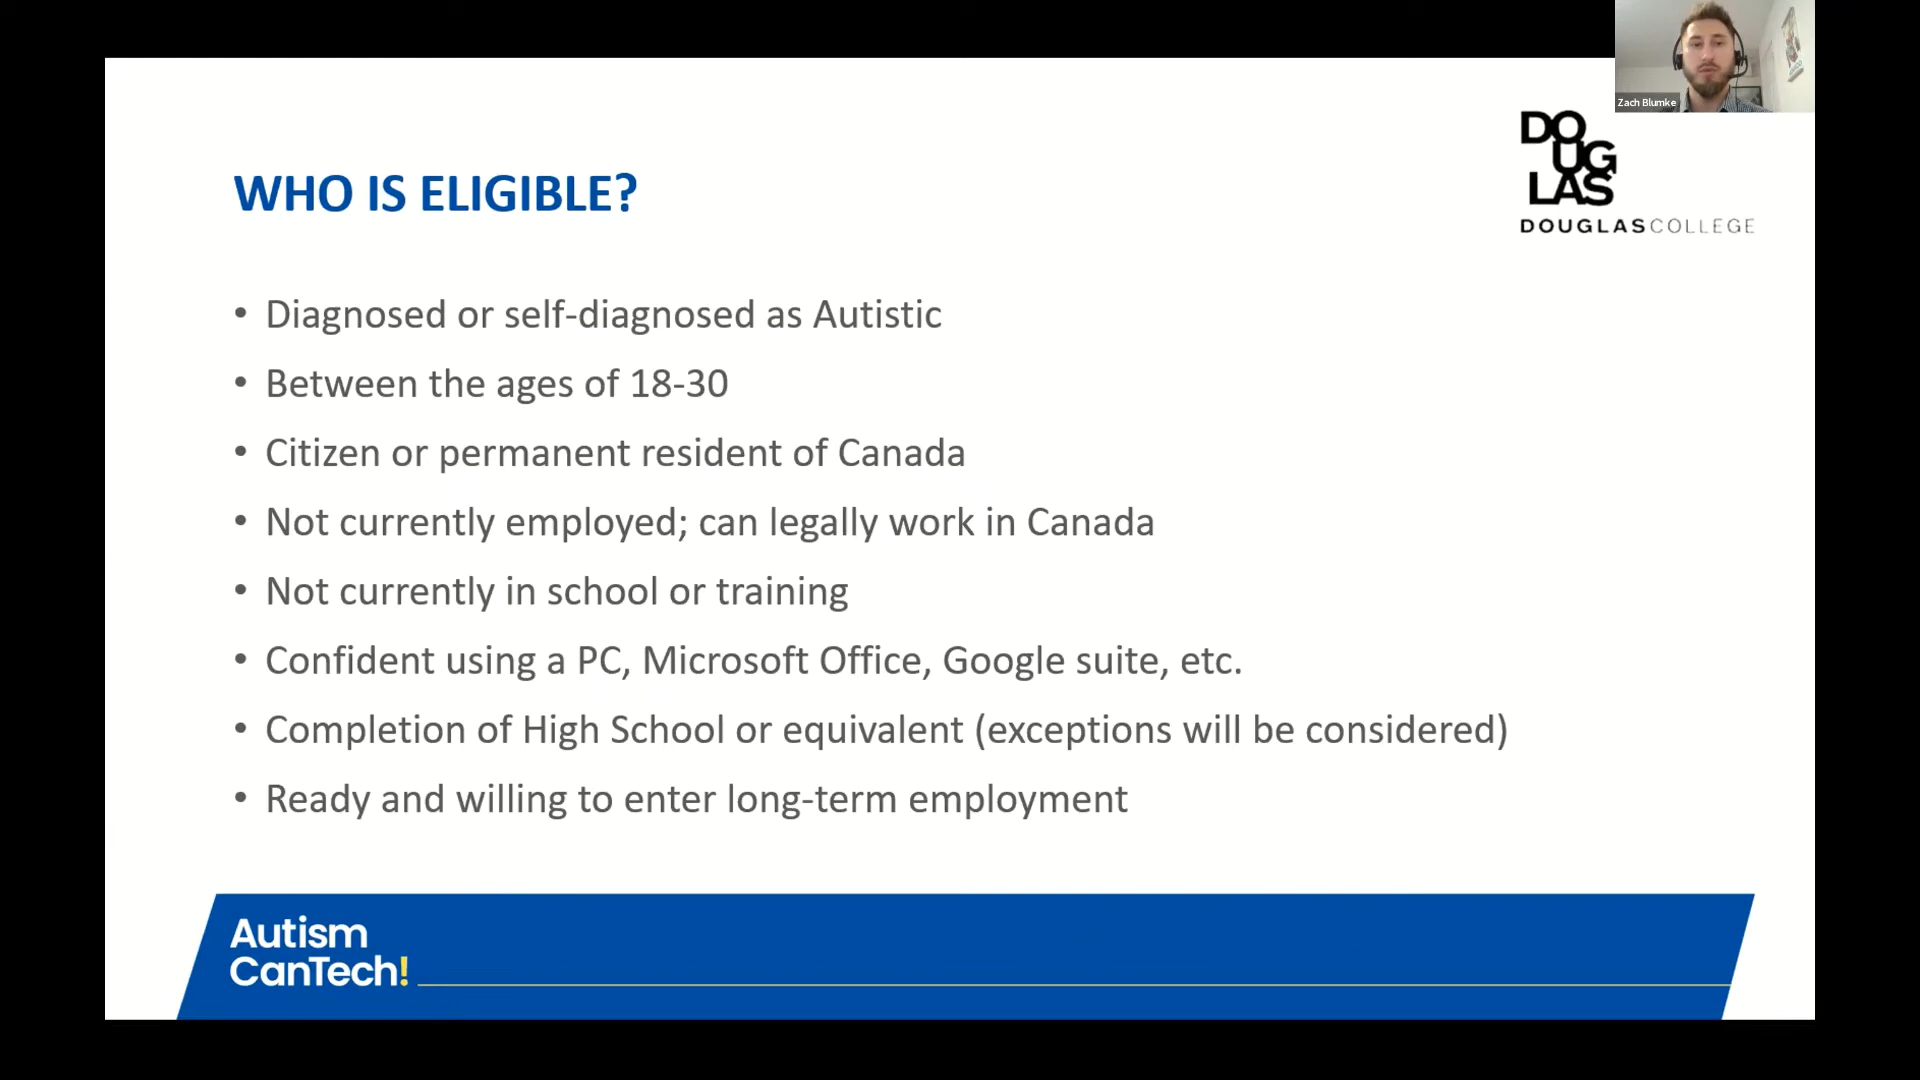 Zach Blumke
DO
UG
LAS
DOUGLASCOLLEGE
WHO IS ELIGIBLE?
• Diagnosed or self-diagnosed as Autistic
• Between the ages of 18-30
• Citizen or permanent resident of Canada
• Not currently employed; can legally work in Canada
• Not currently in school or training
• Confident using a PC, Microsoft Office, Google suite, etc.
• Completion of High School or equivalent (exceptions will be considered)
• Ready and willing to enter long-term employment
Autism
CanTech!